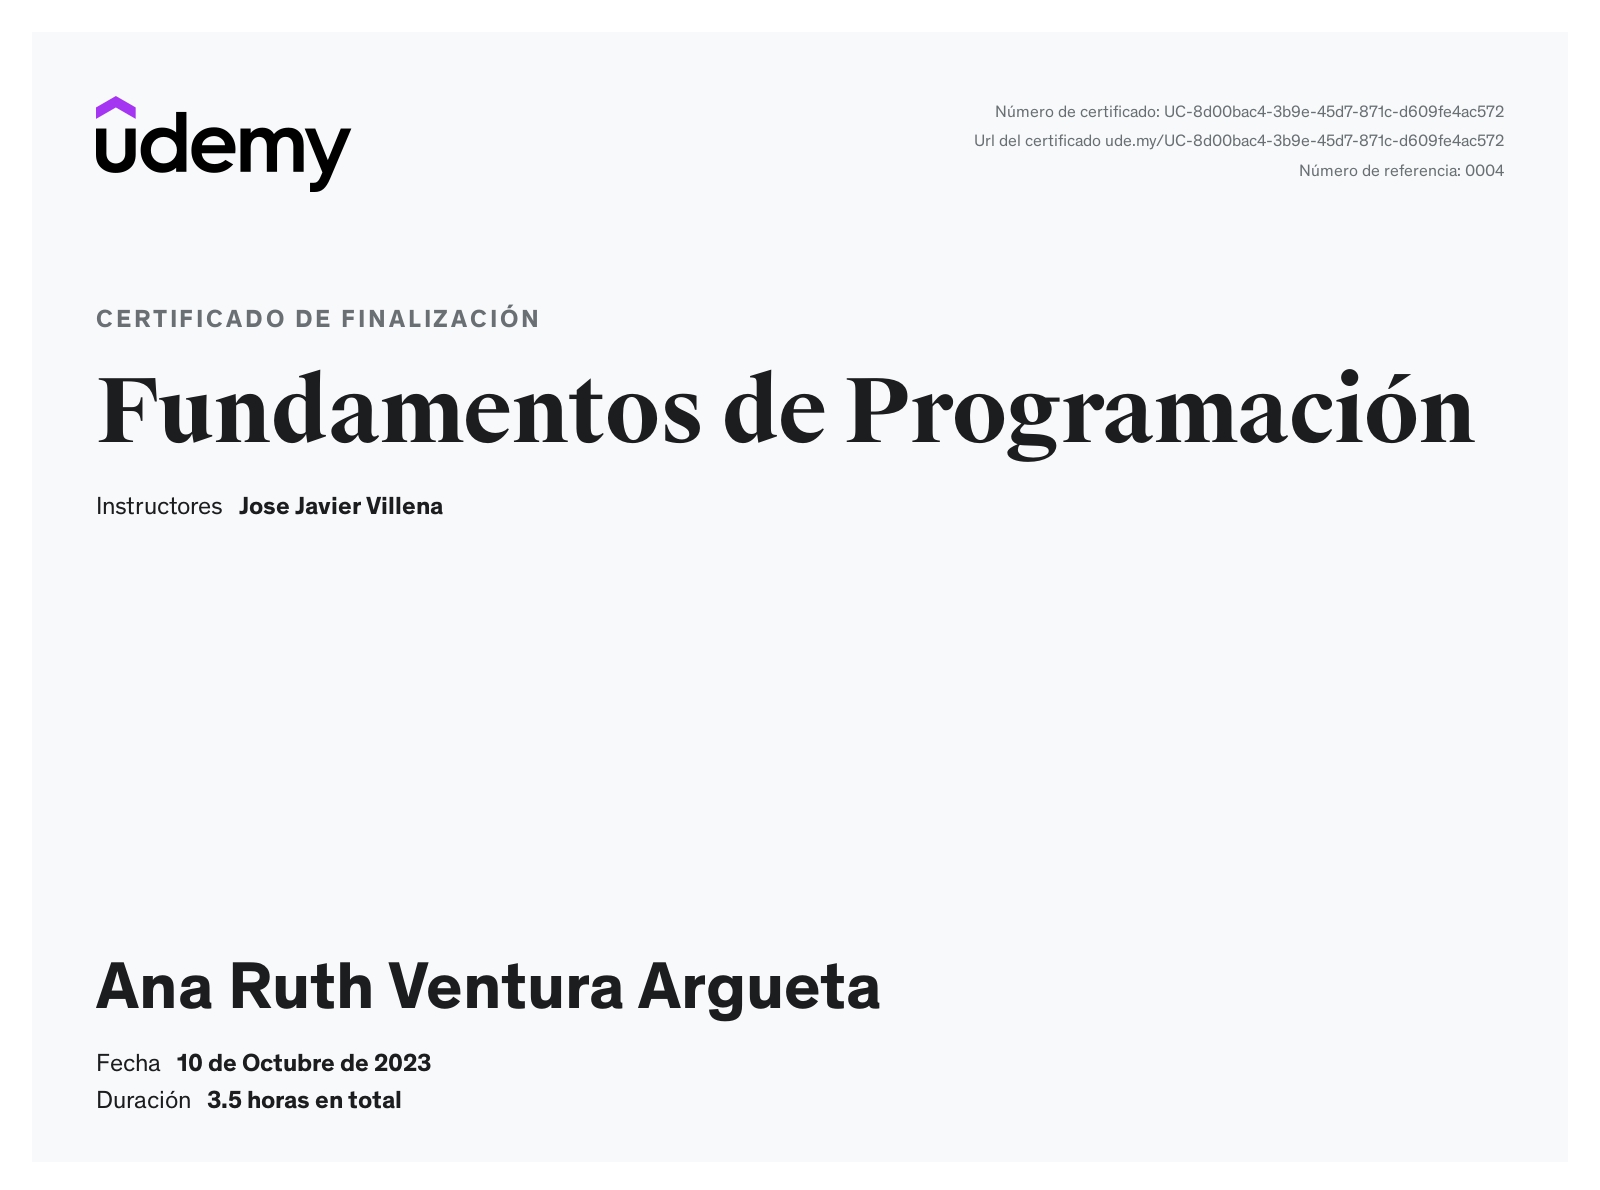 udemy
Número de certificado: UC-8d00bac4-3b9e-45d7-871c-d609fe4ac572
Url del certificado ude.my/UC-8d00bac4-3b9e-45d7-871c-d609fe4ac572
Número de referencia: 0004
CERTIFICADO DE FINALIZACIÓN
Fundamentos de Programación
Instructores Jose Javier Villena
Ana Ruth Ventura Argueta
Fecha 10 de Octubre de 2023
Duración 3.5 horas en total